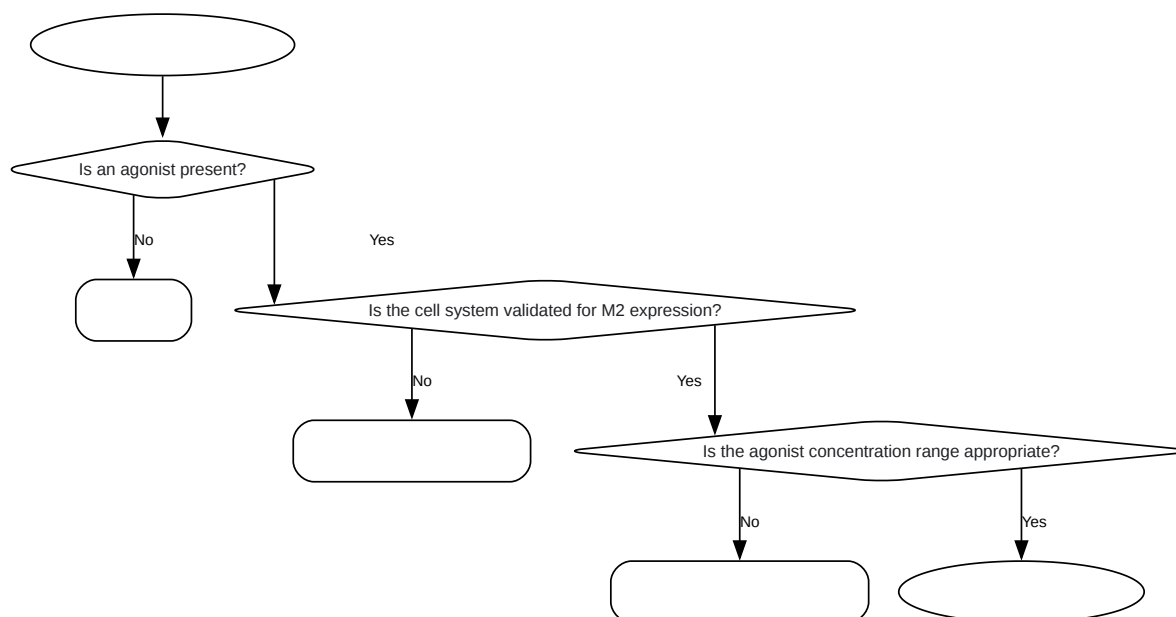 Is an agonist present?
No
Yes
Is the cell system validated for M2 expression?
No
Yes
Is the agonist concentration range appropriate?
No
Yes